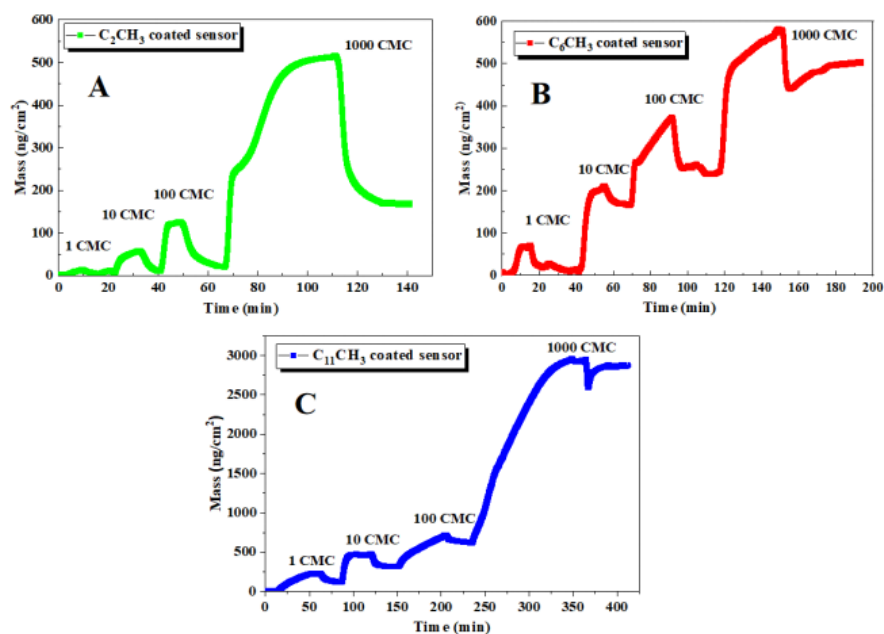 C₂CH₃ coated sensor
A
1 CMC
10 CMC
100 CMC
1000 CMC
Mass (ng/cm²)
0
100
200
300
400
500
600
0 20 40 60 80 100 120 140
Time (min)
C₆CH₃ coated sensor
B
1 CMC
10 CMC
100 CMC
1000 CMC
Mass (ng/cm²)
0
100
200
300
400
500
600
0 20 40 60 80 100 120 140 160 180 200
Time (min)
C₁₁CH₃ coated sensor
C
1 CMC
10 CMC
100 CMC
1000 CMC
Mass (ng/cm²)
0
500
1000
1500
2000
2500
3000
0 50 100 150 200 250 300 350 400
Time (min)